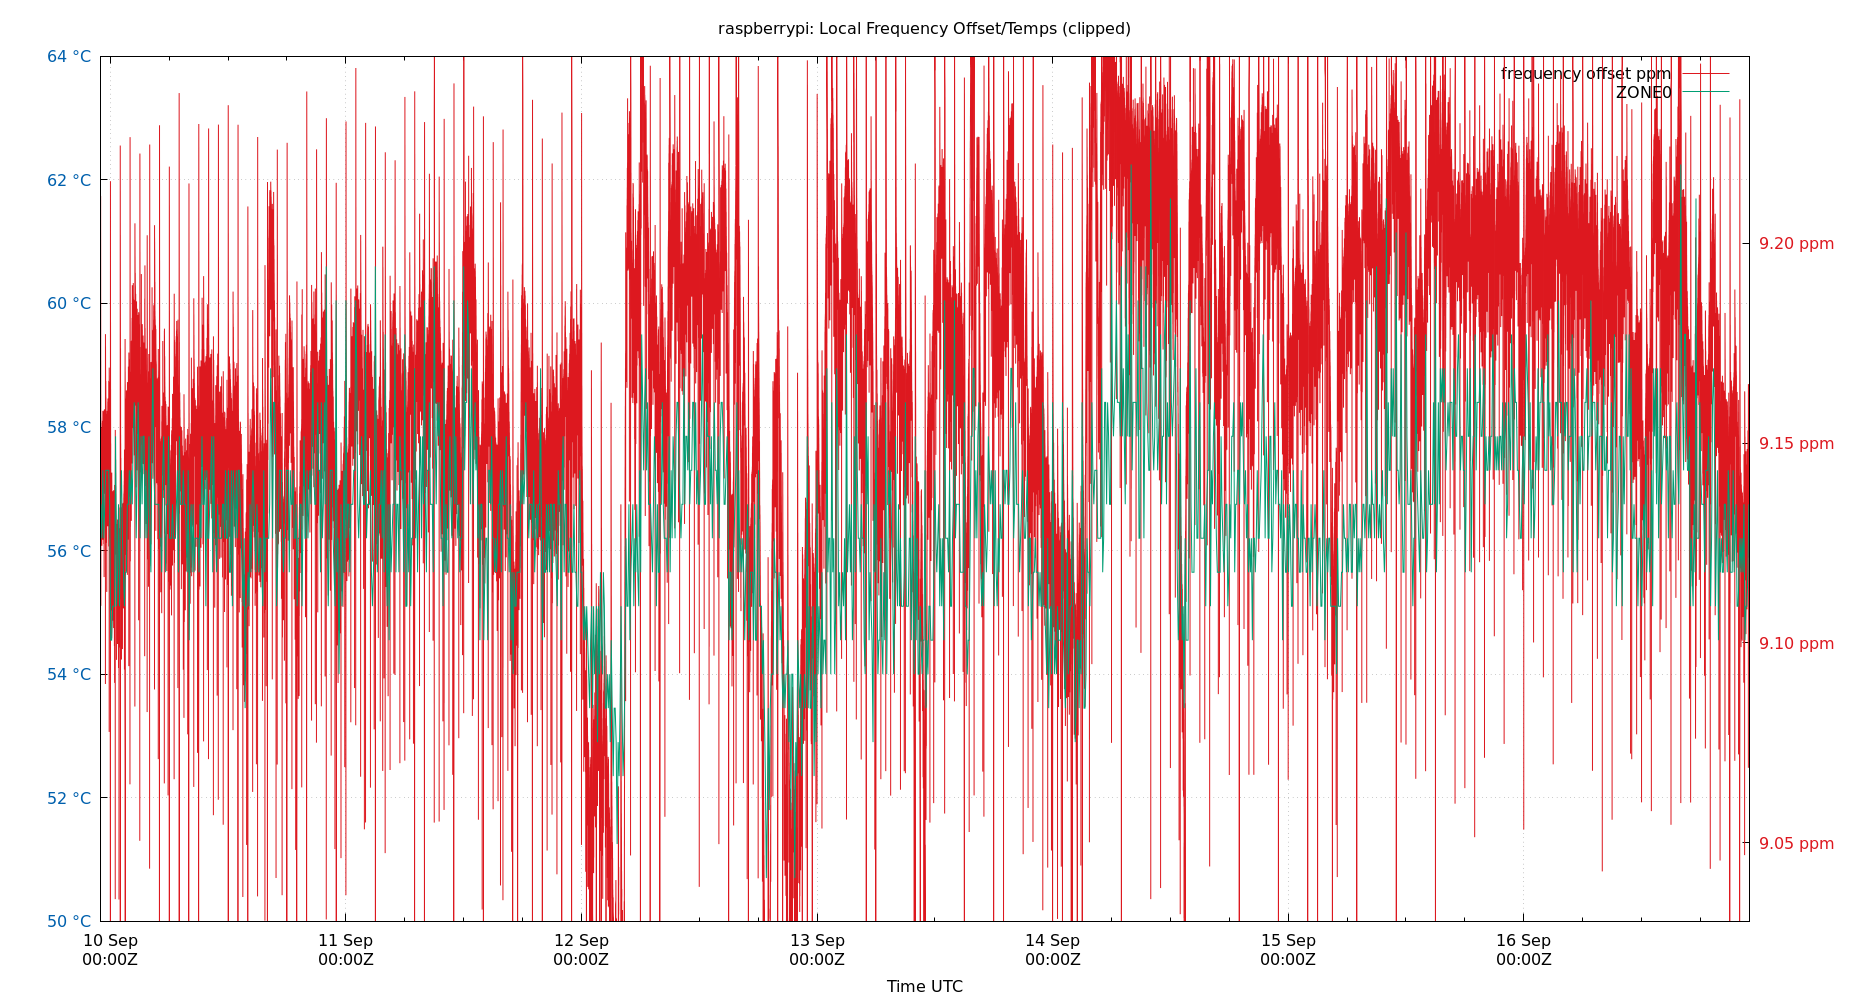 raspberrypi: Local Frequency Offset/Temps (clipped)
64 °C
62 °C
60 °C
58 °C
56 °C
54 °C
52 °C
50 °C
frequency offset ppm
ZONE0
9.20 ppm
9.15 ppm
9.10 ppm
9.05 ppm
10 Sep
00:00Z
11 Sep
00:00Z
12 Sep
00:00Z
13 Sep
00:00Z
14 Sep
00:00Z
15 Sep
00:00Z
16 Sep
00:00Z
Time UTC